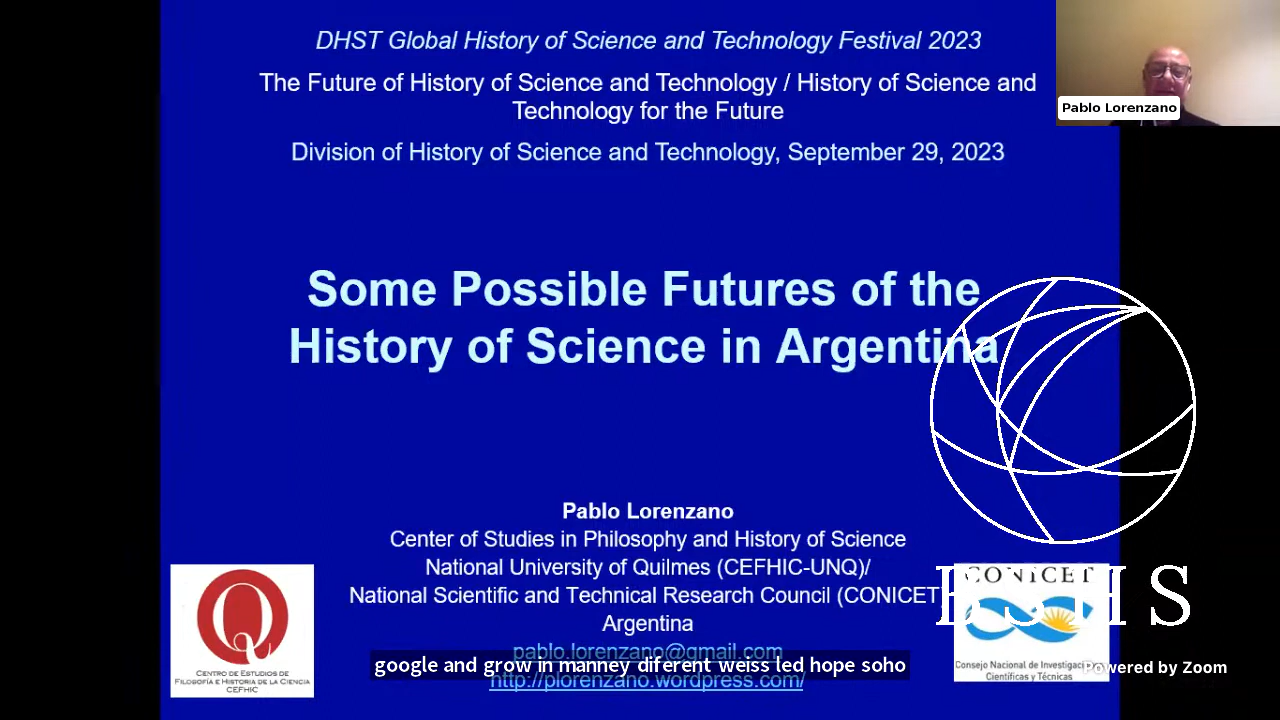 DHST Global History of Science and Technology Festival 2023
The Future of History of Science and Technology / History of Science and
Technology for the Future
Division of History of Science and Technology, September 29, 2023
Pablo Lorenzano
Some Possible Futures of the
History of Science in Argentina
Pablo Lorenzano
Center of Studies in Philosophy and History of Science
National University of Quilmes (CEFHIC-UNQ)/
National Scientific and Technical Research Council (CONICET
Argentina
pablo.lorenzano@gmail.com
google and grow in manney diferent weiss led hope soho
http://plorenzano.wordpress.com/
Q
CENTRO DE ESTUDIOS DE
FILOSOFÍA E HISTORIA DE LA CIENCIA
CEFHIC
CONICET
H S
Consejo Nacional de
Científicas y Técnicas
Powered by Zoom